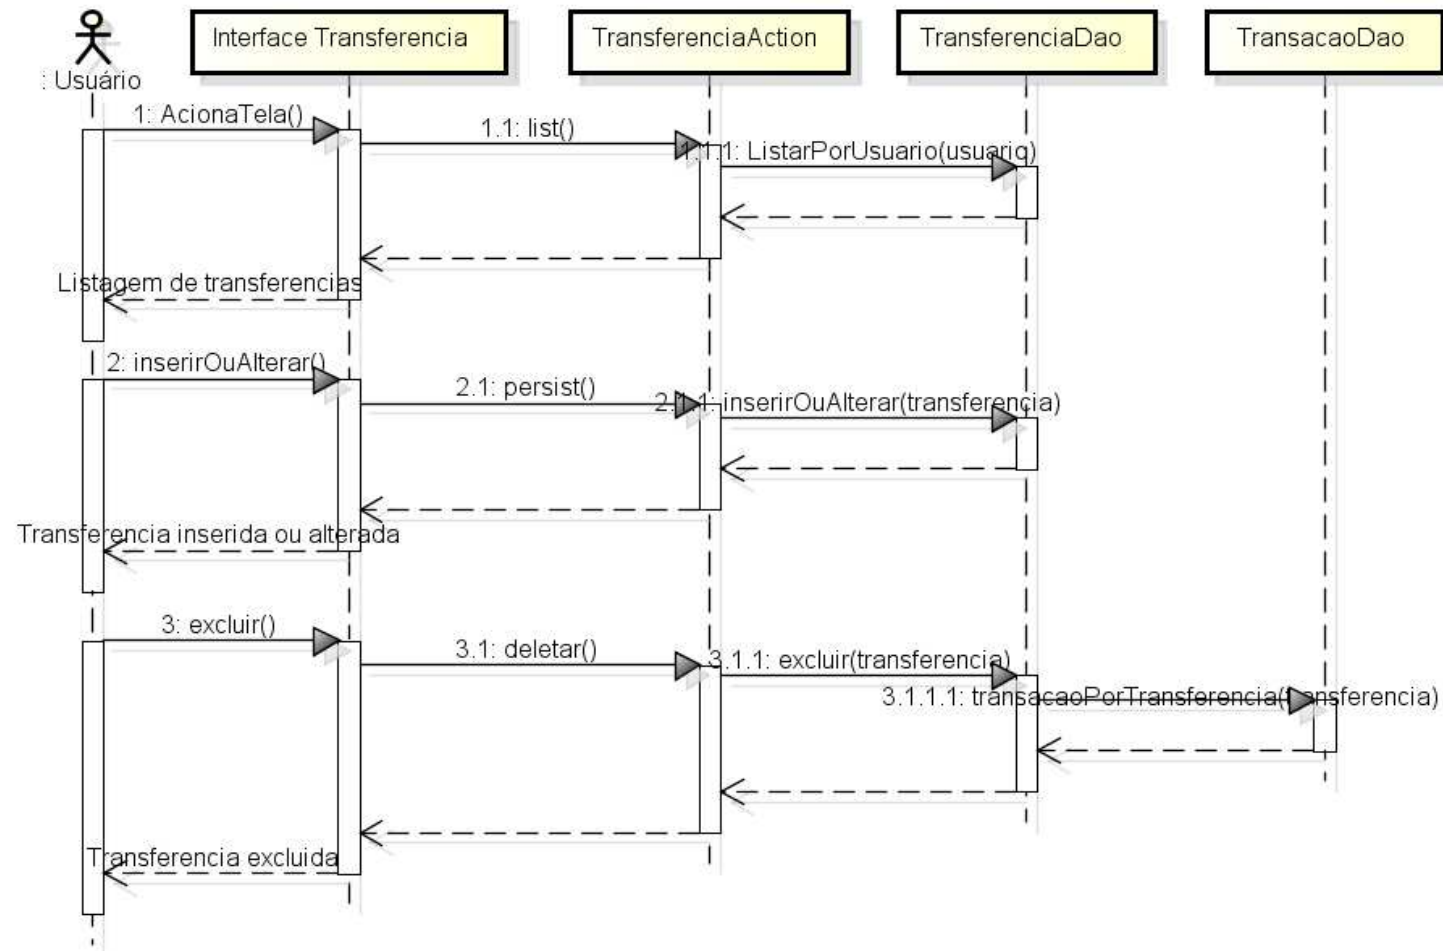 : Usuário
Interface Transferencia
TransferenciaAction
TransferenciaDao
TransacaoDao
1: AcionaTela()
1.1: list()
1.1.1: ListarPorUsuario(usuario)
Listagem de transferencias
2: inserirOuAlterar()
2.1: persist()
2.1.1: inserirOuAlterar(transferencia)
Transferencia inserida ou alterada
3: excluir()
3.1: deletar()
3.1.1: excluir(transferencia)
3.1.1.1: transacaoPorTransferencia(transferencia)
Transferencia excluida